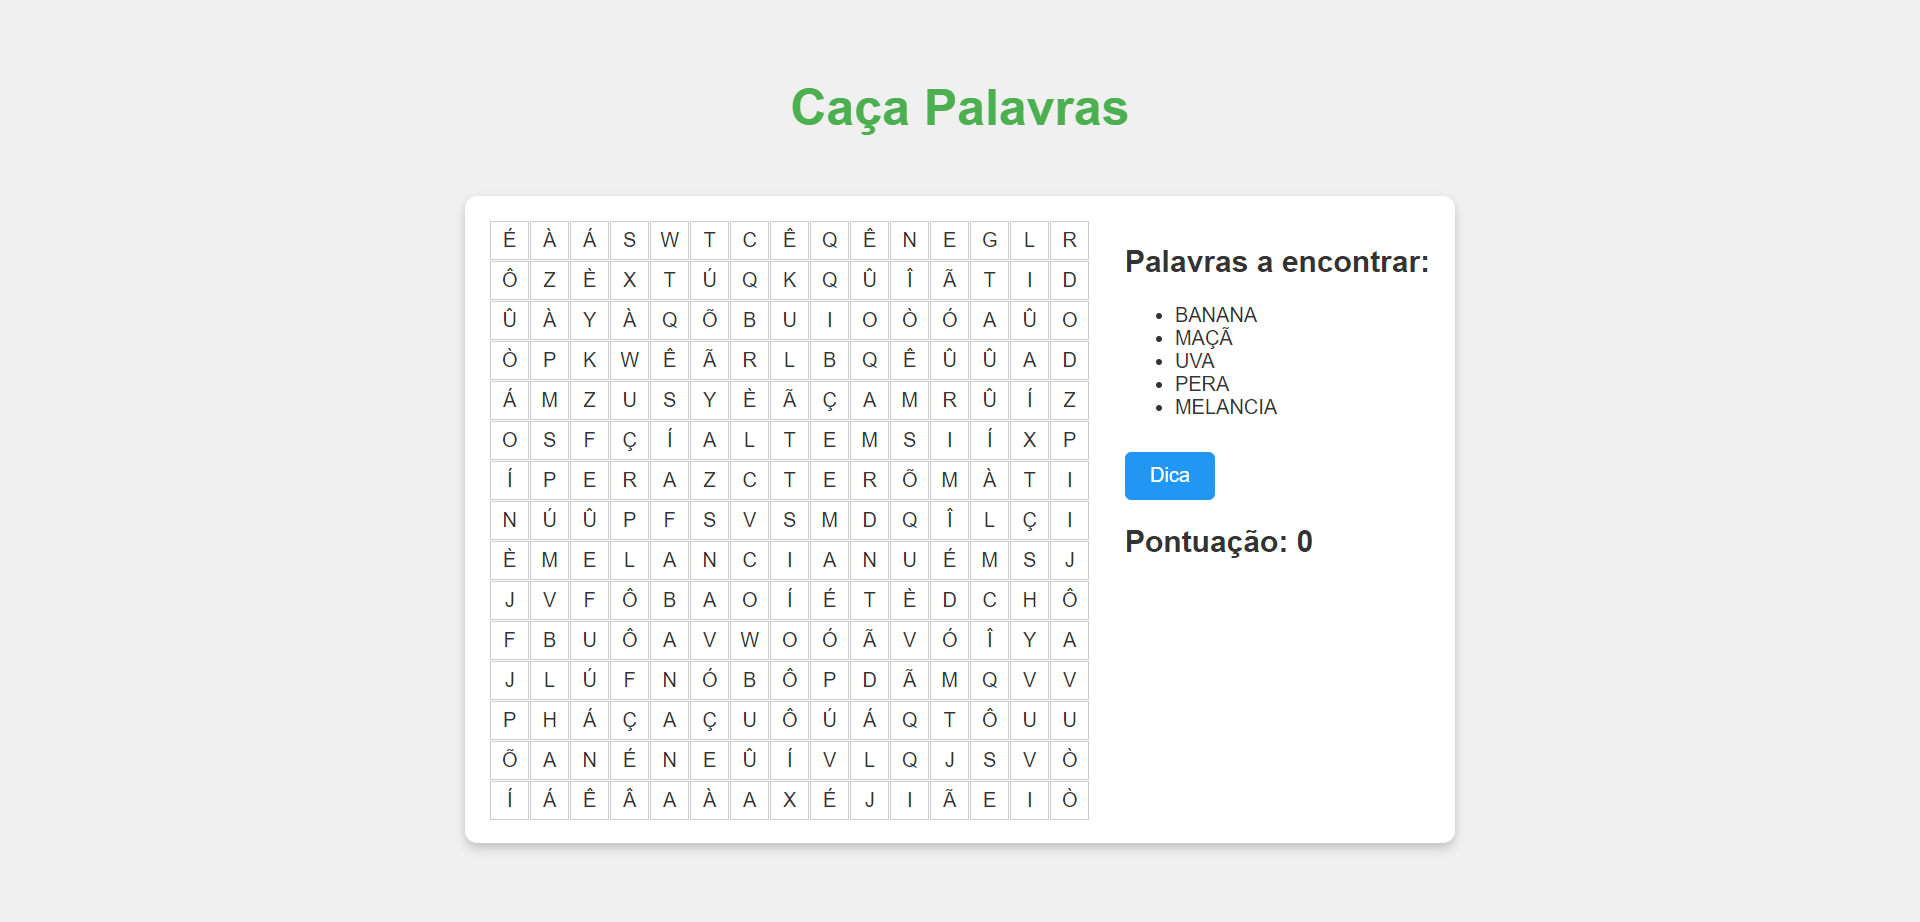 Caça Palavras
É À Á S W T C Ê Q Ê N E G L R
Ô Z È X T Ú Q K Q Û Î Ã T I D
Û À Y À Q Õ B U I O Ò Ó A Û O
Ò P K W Ê Ã R L B Q Ê Û Û A D
Á M Z U S Y È Ã Ç A M R Û Í Z
O S F Ç Í A L T E M S I Í X P
Í P E R A Z C T E R Õ M À T I
N Ú Û P F S V S M D Q Î L Ç I
È M E L A N C I A N U É M S J
J V F Ô B A O Í É T È D C H Ô
F B U Ô A V W O Ó Ã V Ó Î Y A
J L Ú F N Ó B Ô P D Ã M Q V V
P H Á Ç A Ç U Ô Ú Á Q T Ô U U
Õ A N É N E Û Í V L Q J S V Ò
Í Á Ê Â A À A X É J I Ã E I Ò
Palavras a encontrar:
BANANA
MAÇÃ
UVA
PERA
MELANCIA
Dica
Pontuação: 0